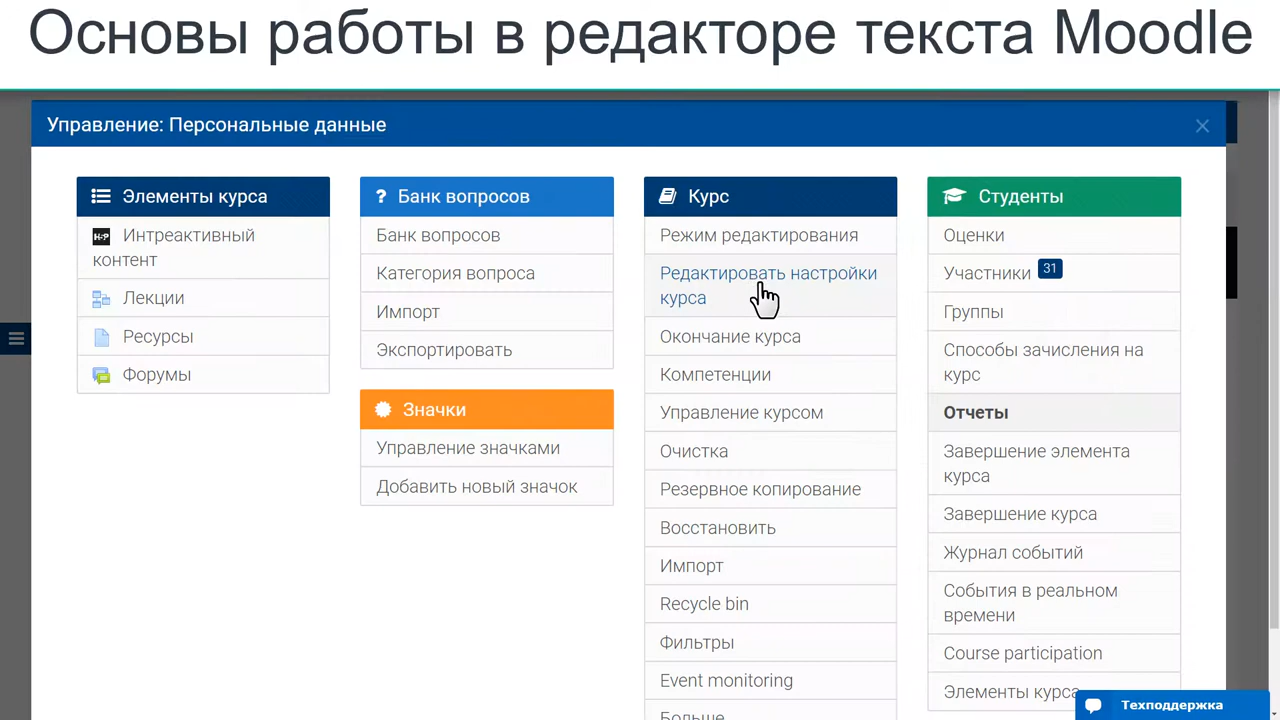 Основы работы в редакторе текста Moodle
Управление: Персональные данные
Элементы курса
H-P Интреактивный
контент
Лекции
Ресурсы
Форумы
? Банк вопросов
Банк вопросов
Категория вопроса
Импорт
Экспортировать
Значки
Управление значками
Добавить новый значок
Курс
Режим редактирования
Редактировать настройки
курса
Окончание курса
Компетенции
Управление курсом
Очистка
Резервное копирование
Восстановить
Импорт
Recycle bin
Фильтры
Event monitoring
Больше
Студенты
Оценки
Участники 31
Группы
Способы зачисления на
курс
Отчеты
Завершение элемента
курса
Завершение курса
Журнал событий
События в реальном
времени
Course participation
Элементы курса
Техподдержка